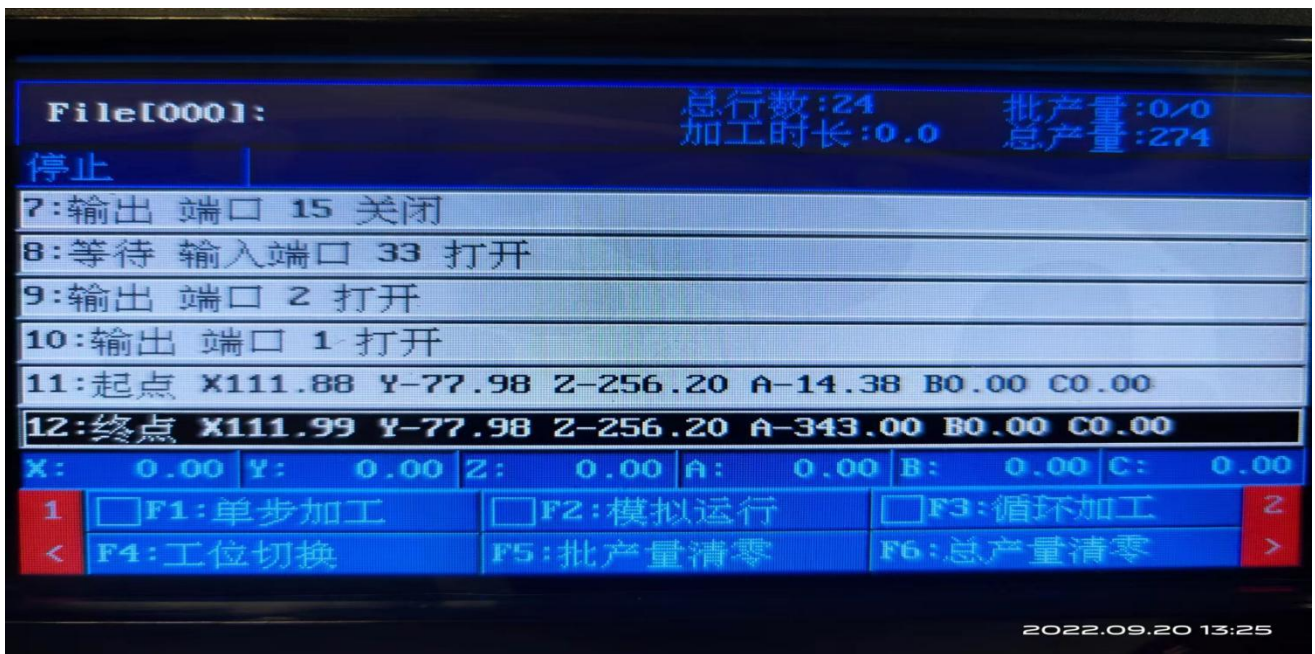 File[000]: 总行数:24 批产量:0/0
加工时长:0.0 总产量:274
停止
7:输出 端口 15 关闭
8:等待 输入端口 33 打开
9:输出 端口 2 打开
10:输出 端口 1 打开
11:起点 X111.88 Y-77.98 Z-256.20 A-14.38 B0.00 C0.00
12:终点 X111.99 Y-77.98 Z-256.20 A-343.00 B0.00 C0.00
X: 0.00 Y: 0.00 Z: 0.00 A: 0.00 B: 0.00 C: 0.00
1 F1:单步加工 F2:模拟运行 F3:循环加工 2
< F4:工位切换 F5:批产量清零 F6:总产量清零 >
2022.09.20 13:25